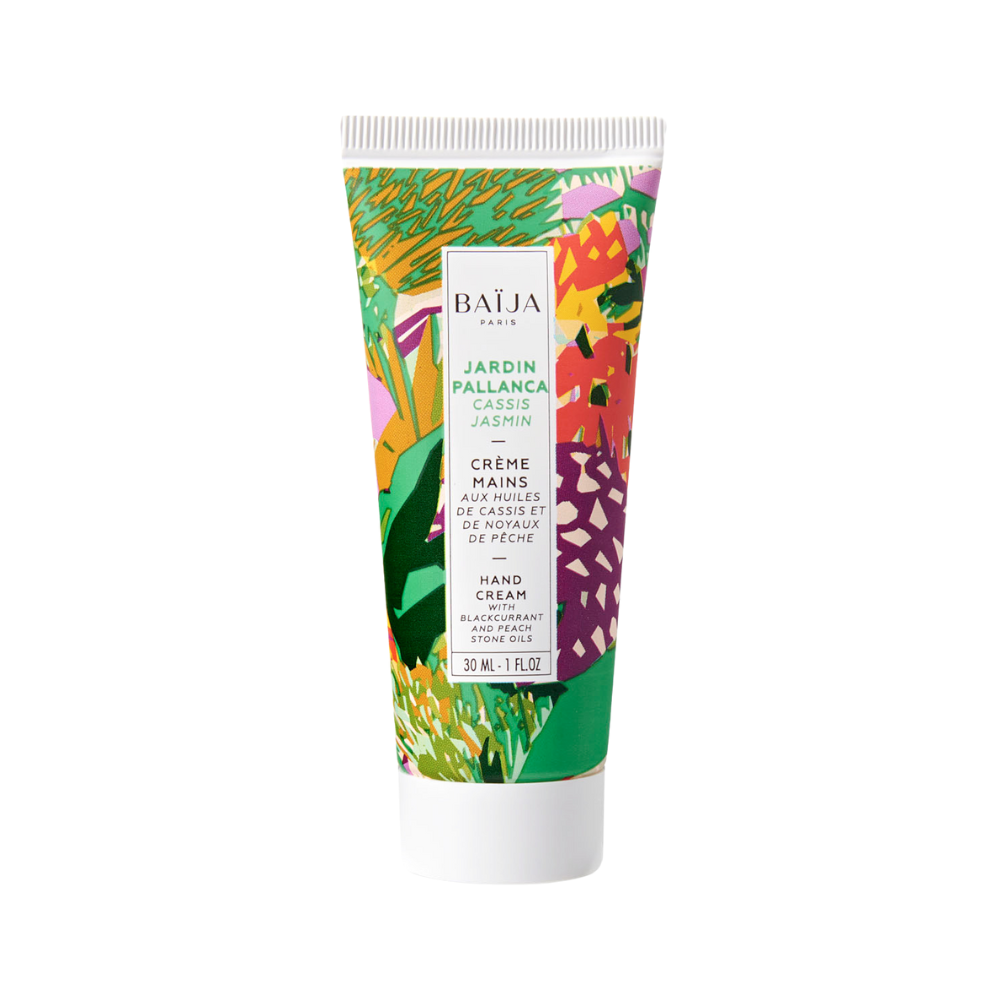 BAÏJA
PARIS
JARDIN
PALLANCA
CASSIS
JASMIN
—
CRÈME
MAINS
AUX HUILES
DE CASSIS ET
DE NOYAUX
DE PÊCHE
—
HAND
CREAM
WITH
BLACKCURRANT
AND PEACH
STONE OILS
30 ML - 1 FL.OZ